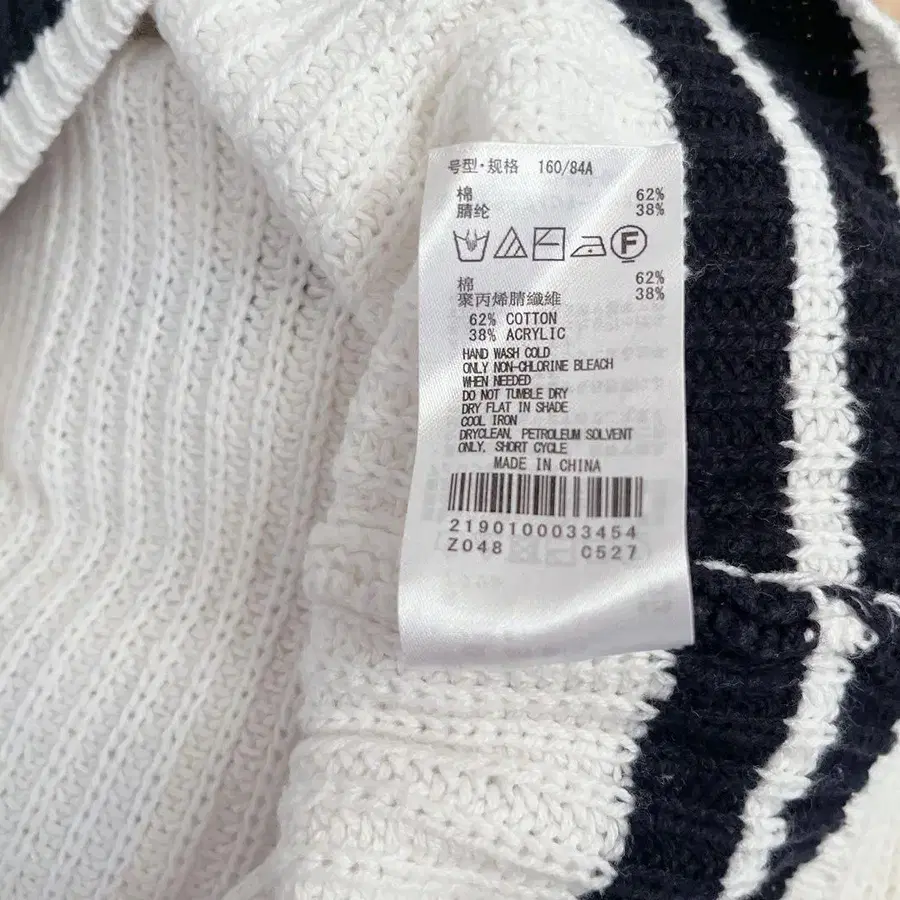 号型·规格 160/84A
棉 62%
腈纶 38%
F
棉 62%
聚丙烯腈纖維 38%
62% COTTON
38% ACRYLIC
HAND WASH COLD
ONLY NON-CHLORINE BLEACH
WHEN NEEDED
DO NOT TUMBLE DRY
DRY FLAT IN SHADE
COOL IRON
DRYCLEAN, PETROLEUM SOLVENT
ONLY, SHORT CYCLE
MADE IN CHINA
2190100033454
Z048 C527